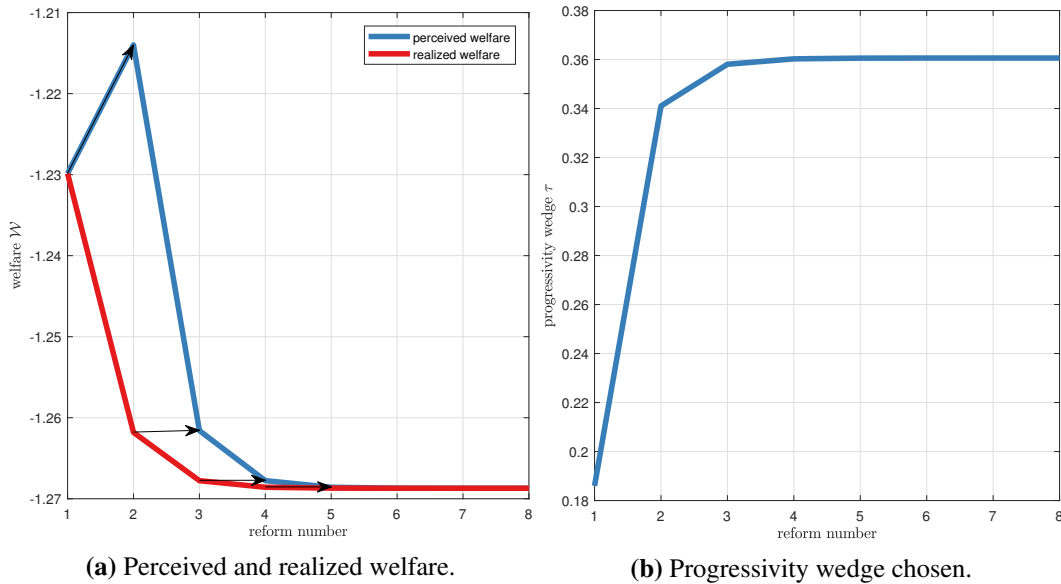 -1.21
-1.22
-1.23
-1.24
-1.25
-1.26
-1.27
welfare 𝒲
perceived welfare
realized welfare
1 2 3 4 5 6 7 8
reform number
(a) Perceived and realized welfare.
0.38
0.36
0.34
0.32
0.3
0.28
0.26
0.24
0.22
0.2
0.18
progressivity wedge τ
1 2 3 4 5 6 7 8
reform number
(b) Progressivity wedge chosen.